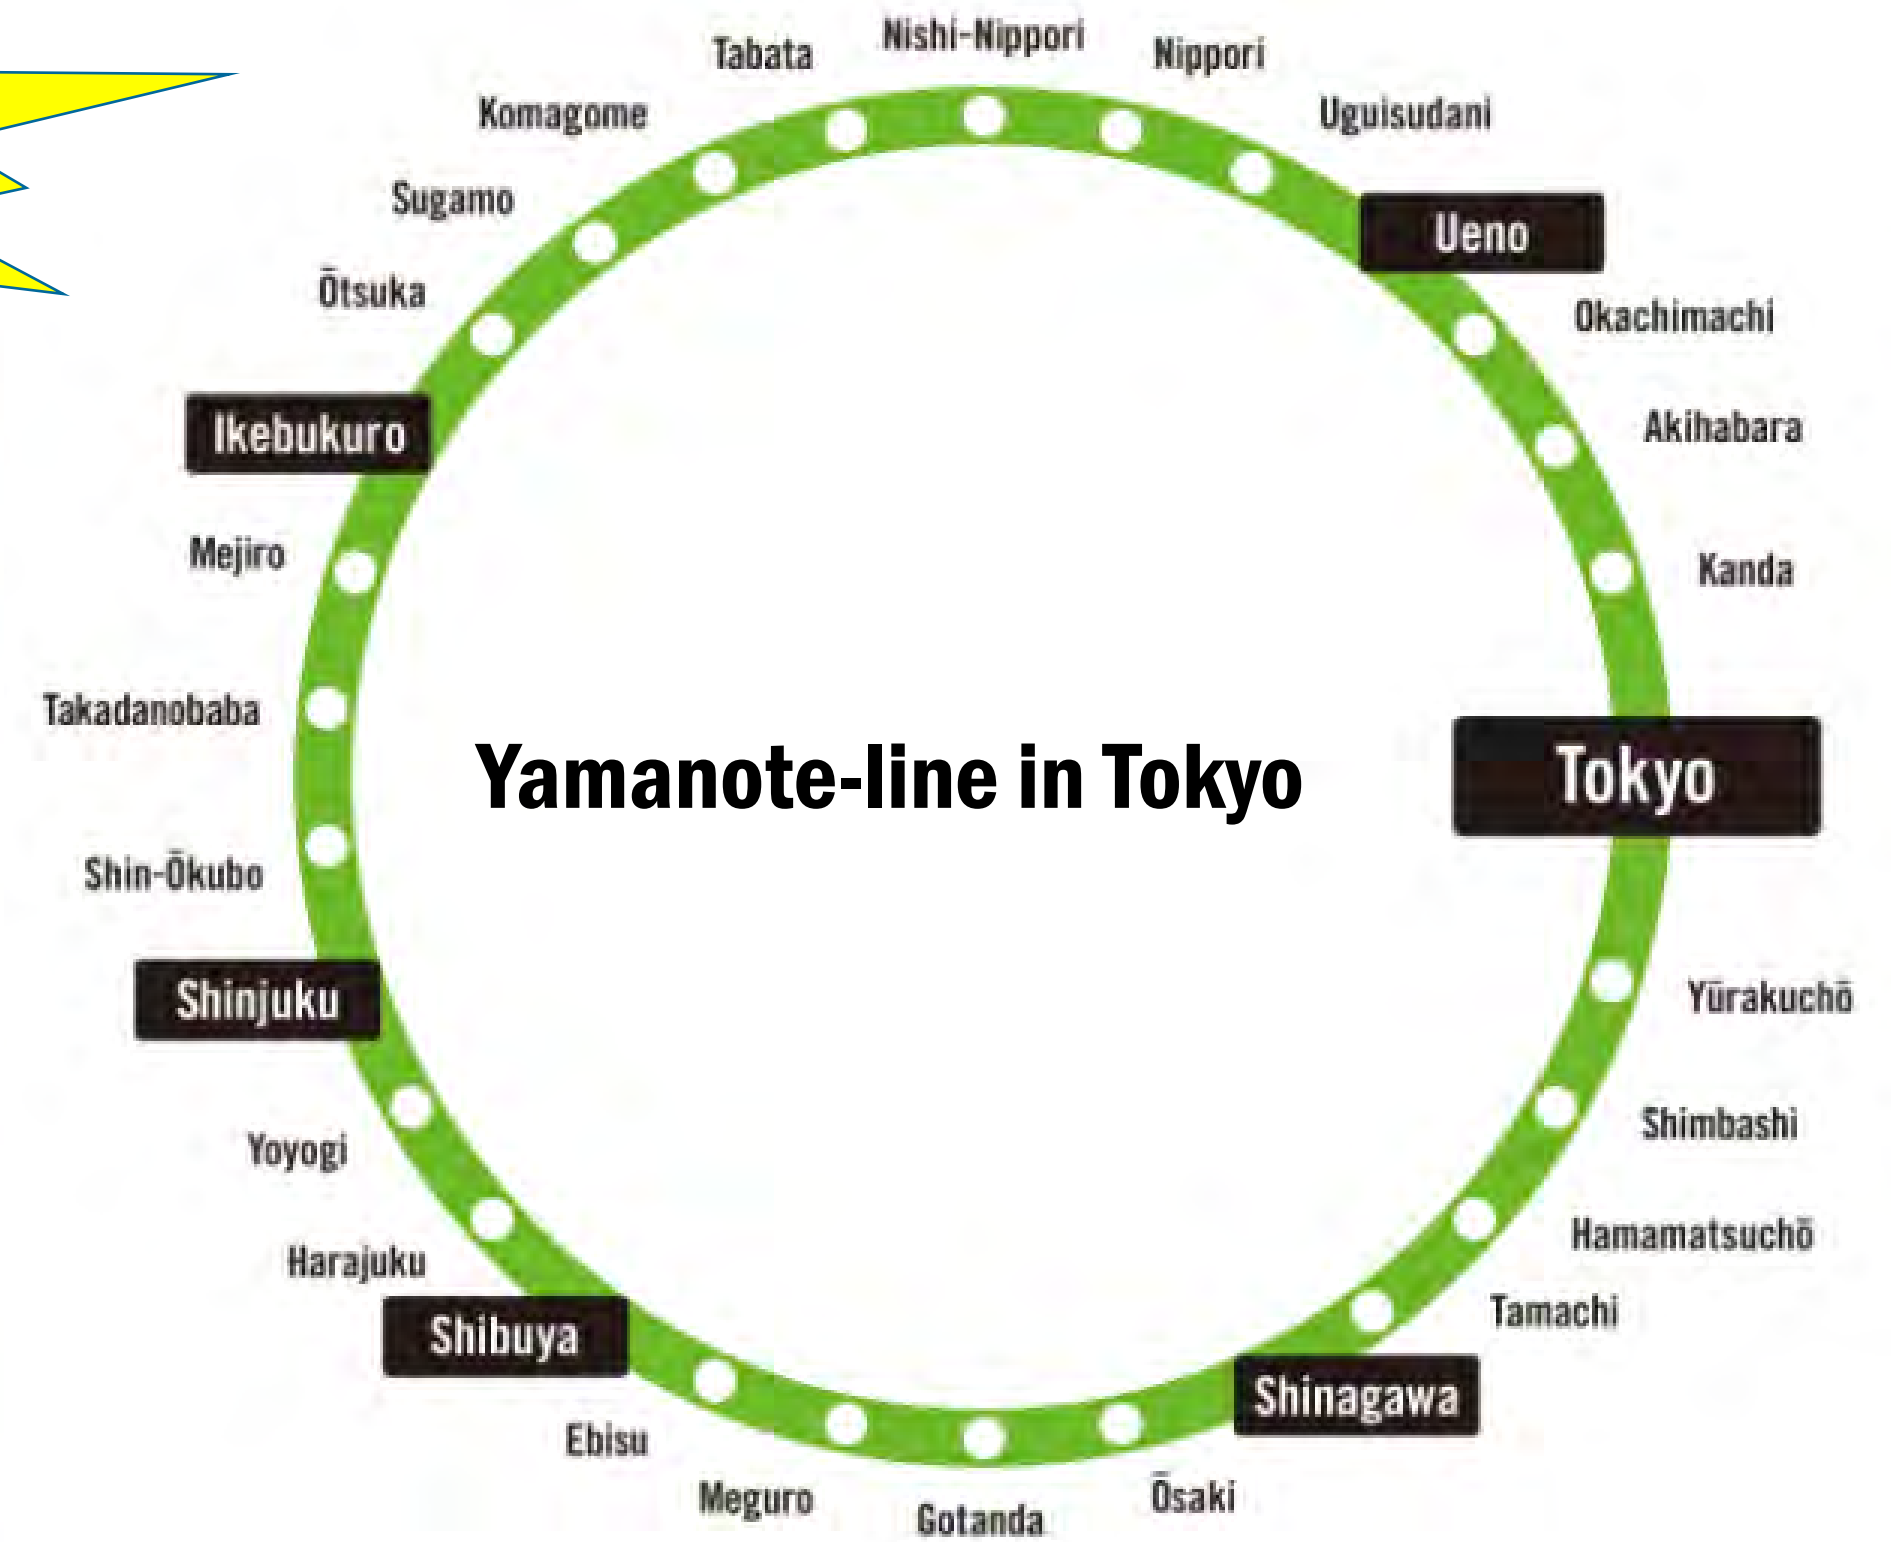 Nishi-Nippori
Nippori
Uguisudani
Ueno
Okachimachi
Akihabara
Kanda
Tokyo
Yūrakuchō
Shimbashi
Hamamatsuchō
Tamachi
Shinagawa
Ōsaki
Gotanda
Meguro
Ebisu
Shibuya
Harajuku
Yoyogi
Shinjuku
Shin-Ōkubo
Takadanobaba
Mejiro
Ikebukuro
Ōtsuka
Sugamo
Komagome
Tabata
Yamanote-line in Tokyo